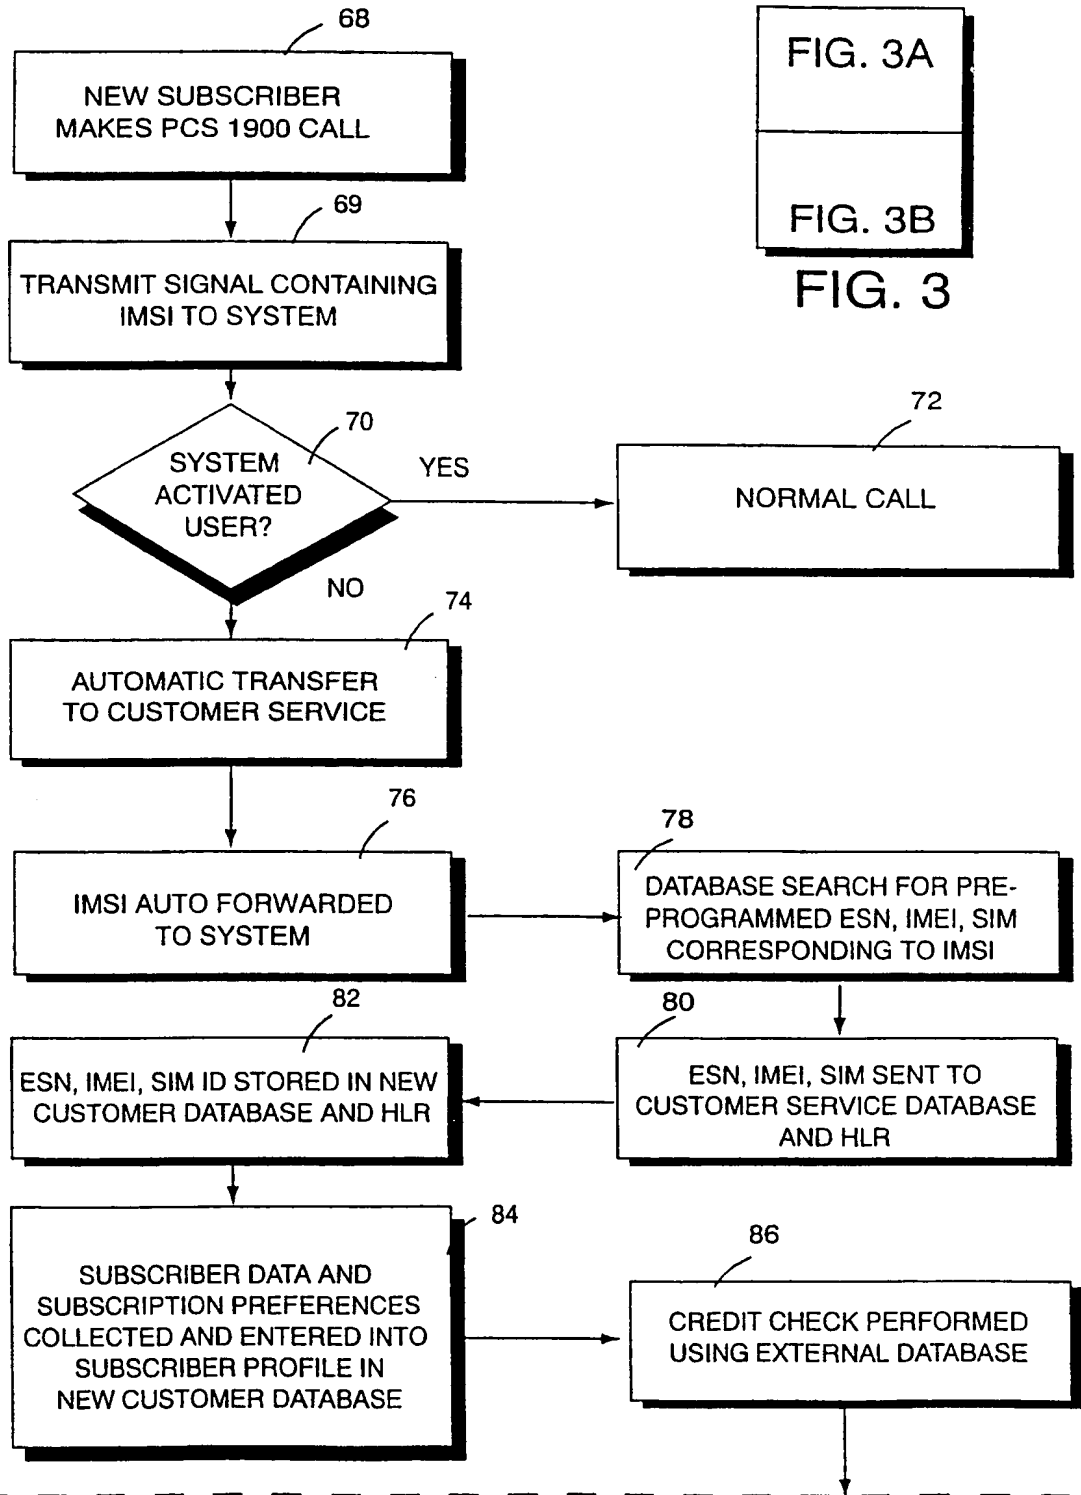 68
NEW SUBSCRIBER
MAKES PCS 1900 CALL
FIG. 3A
FIG. 3B
FIG. 3
69
TRANSMIT SIGNAL CONTAINING
IMSI TO SYSTEM
70
SYSTEM
ACTIVATED
USER?
YES
72
NORMAL CALL
NO
74
AUTOMATIC TRANSFER
TO CUSTOMER SERVICE
76
IMSI AUTO FORWARDED
TO SYSTEM
78
DATABASE SEARCH FOR PRE-
PROGRAMMED ESN, IMEI, SIM
CORRESPONDING TO IMSI
80
ESN, IMEI, SIM SENT TO
CUSTOMER SERVICE DATABASE
AND HLR
82
ESN, IMEI, SIM ID STORED IN NEW
CUSTOMER DATABASE AND HLR
84
SUBSCRIBER DATA AND
SUBSCRIPTION PREFERENCES
COLLECTED AND ENTERED INTO
SUBSCRIBER PROFILE IN
NEW CUSTOMER DATABASE
86
CREDIT CHECK PERFORMED
USING EXTERNAL DATABASE